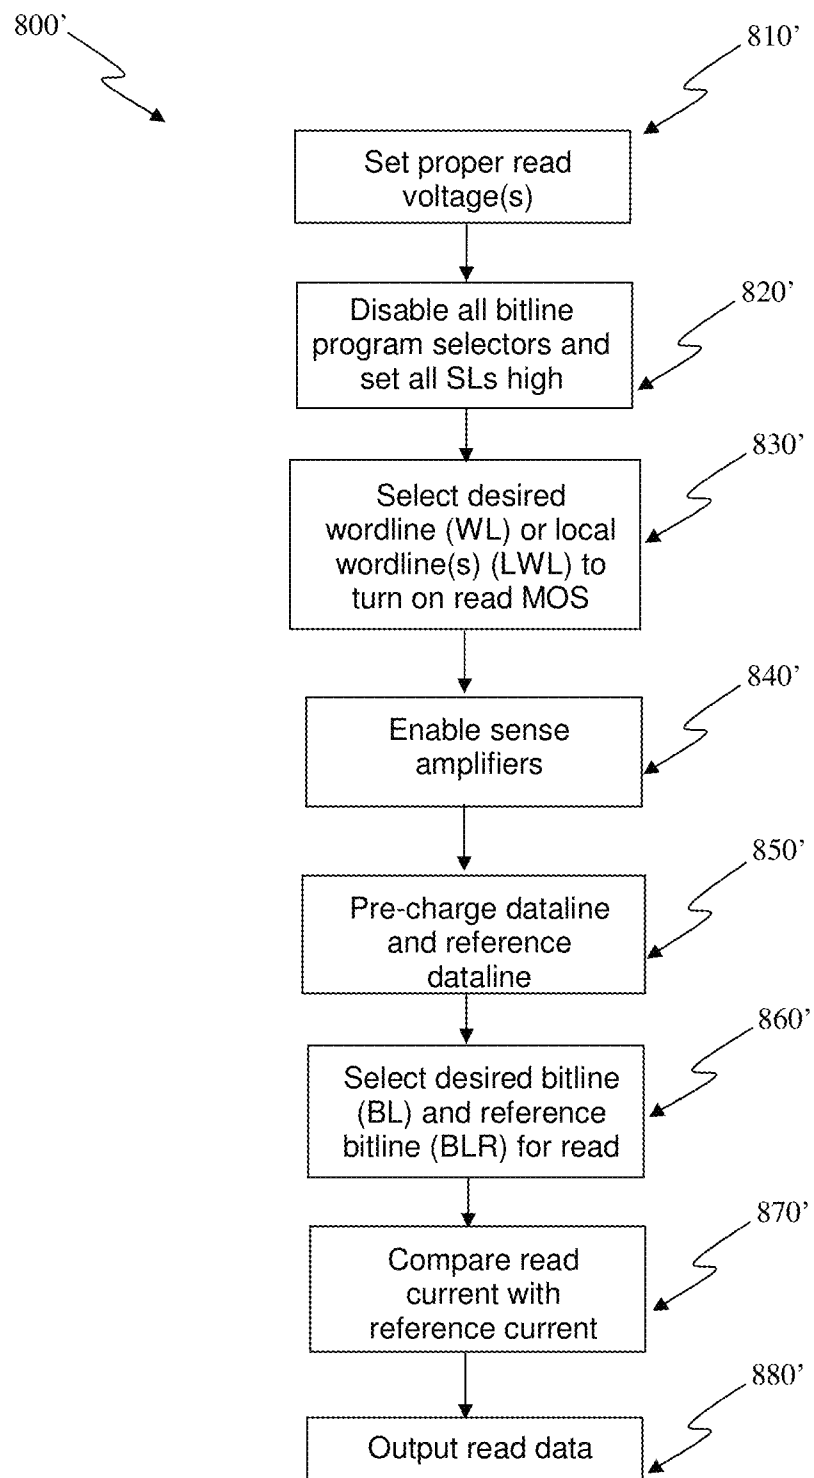 800’
810’
Set proper read
voltage(s)
820’
Disable all bitline
program selectors and
set all SLs high
830’
Select desired
wordline (WL) or local
wordline(s) (LWL) to
turn on read MOS
840’
Enable sense
amplifiers
850’
Pre-charge dataline
and reference
dataline
860’
Select desired bitline
(BL) and reference
bitline (BLR) for read
870’
Compare read
current with
reference current
880’
Output read data